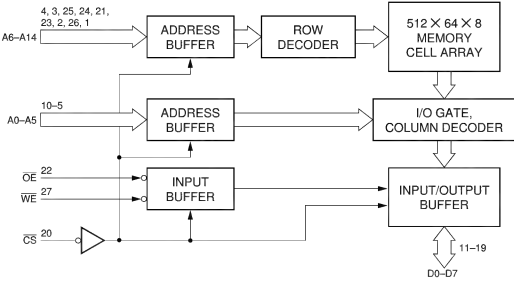 4, 3, 25, 24, 21,
23, 2, 26, 1
A6–A14
ADDRESS
BUFFER
ROW
DECODER
512 × 64 × 8
MEMORY
CELL ARRAY
10–5
A0–A5
ADDRESS
BUFFER
I/O GATE,
COLUMN DECODER
OE 22
WE 27
INPUT
BUFFER
INPUT/OUTPUT
BUFFER
CS 20
11–19
D0–D7